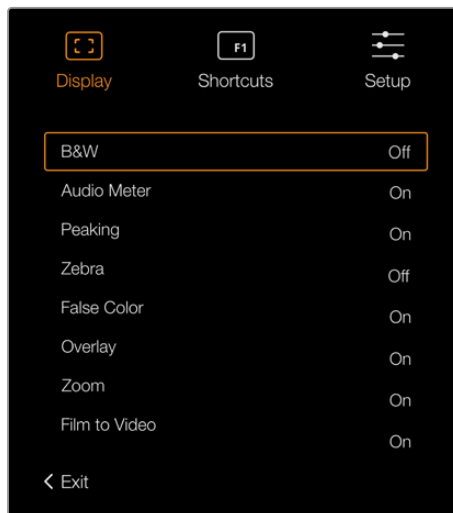 F1
Display Shortcuts Setup
B&W Off
Audio Meter On
Peaking On
Zebra Off
False Color On
Overlay On
Zoom On
Film to Video On
Exit